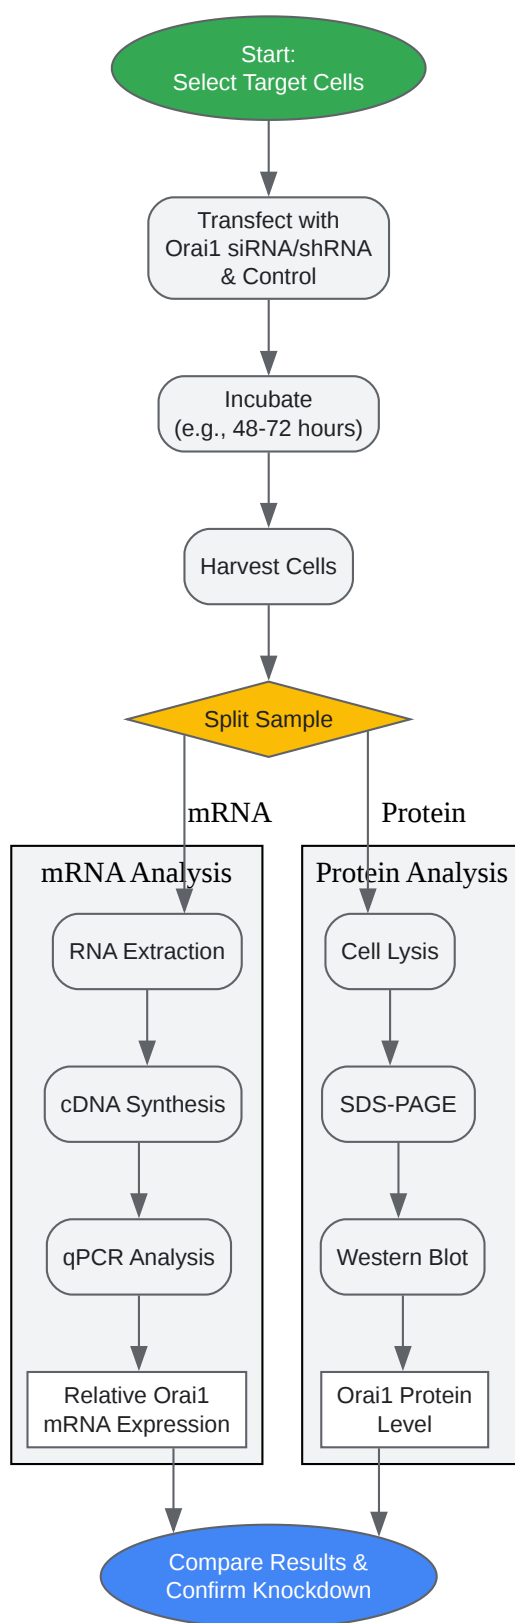 Start:
Select Target Cells
Transfect with
Orai1 siRNA/shRNA
& Control
Incubate
(e.g., 48-72 hours)
Harvest Cells
Split Sample
mRNA
Protein
mRNA Analysis
RNA Extraction
cDNA Synthesis
qPCR Analysis
Relative Orai1
mRNA Expression
Protein Analysis
Cell Lysis
SDS-PAGE
Western Blot
Orai1 Protein
Level
Compare Results &
Confirm Knockdown